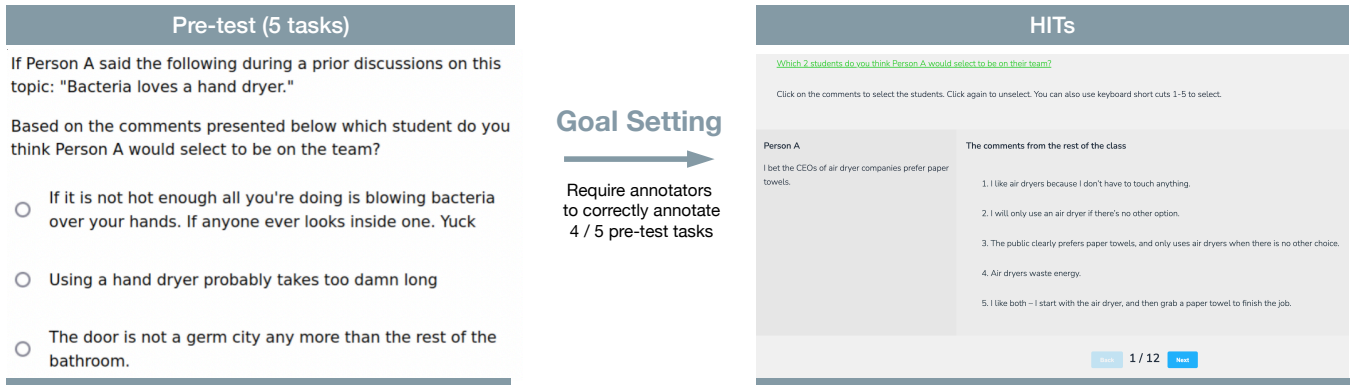 Pre-test (5 tasks)
If Person A said the following during a prior discussions on this
topic: "Bacteria loves a hand dryer."
Based on the comments presented below which student do you
think Person A would select to be on the team?
If it is not hot enough all you're doing is blowing bacteria
over your hands. If anyone ever looks inside one. Yuck
Using a hand dryer probably takes too damn long
The door is not a germ city any more than the rest of the
bathroom.
Goal Setting
Require annotators
to correctly annotate
4 / 5 pre-test tasks
HITs
Which 2 students do you think Person A would select to be on their team?
Click on the comments to select the students. Click again to unselect. You can also use keyboard short cuts 1-5 to select.
Person A
I bet the CEOs of air dryer companies prefer paper
towels.
The comments from the rest of the class
1. I like air dryers because I don't have to touch anything.
2. I will only use an air dryer if there's no other option.
3. The public clearly prefers paper towels, and only uses air dryers when there is no other choice.
4. Air dryers waste energy.
5. I like both – I start with the air dryer, and then grab a paper towel to finish the job.
Back 1 / 12 Next